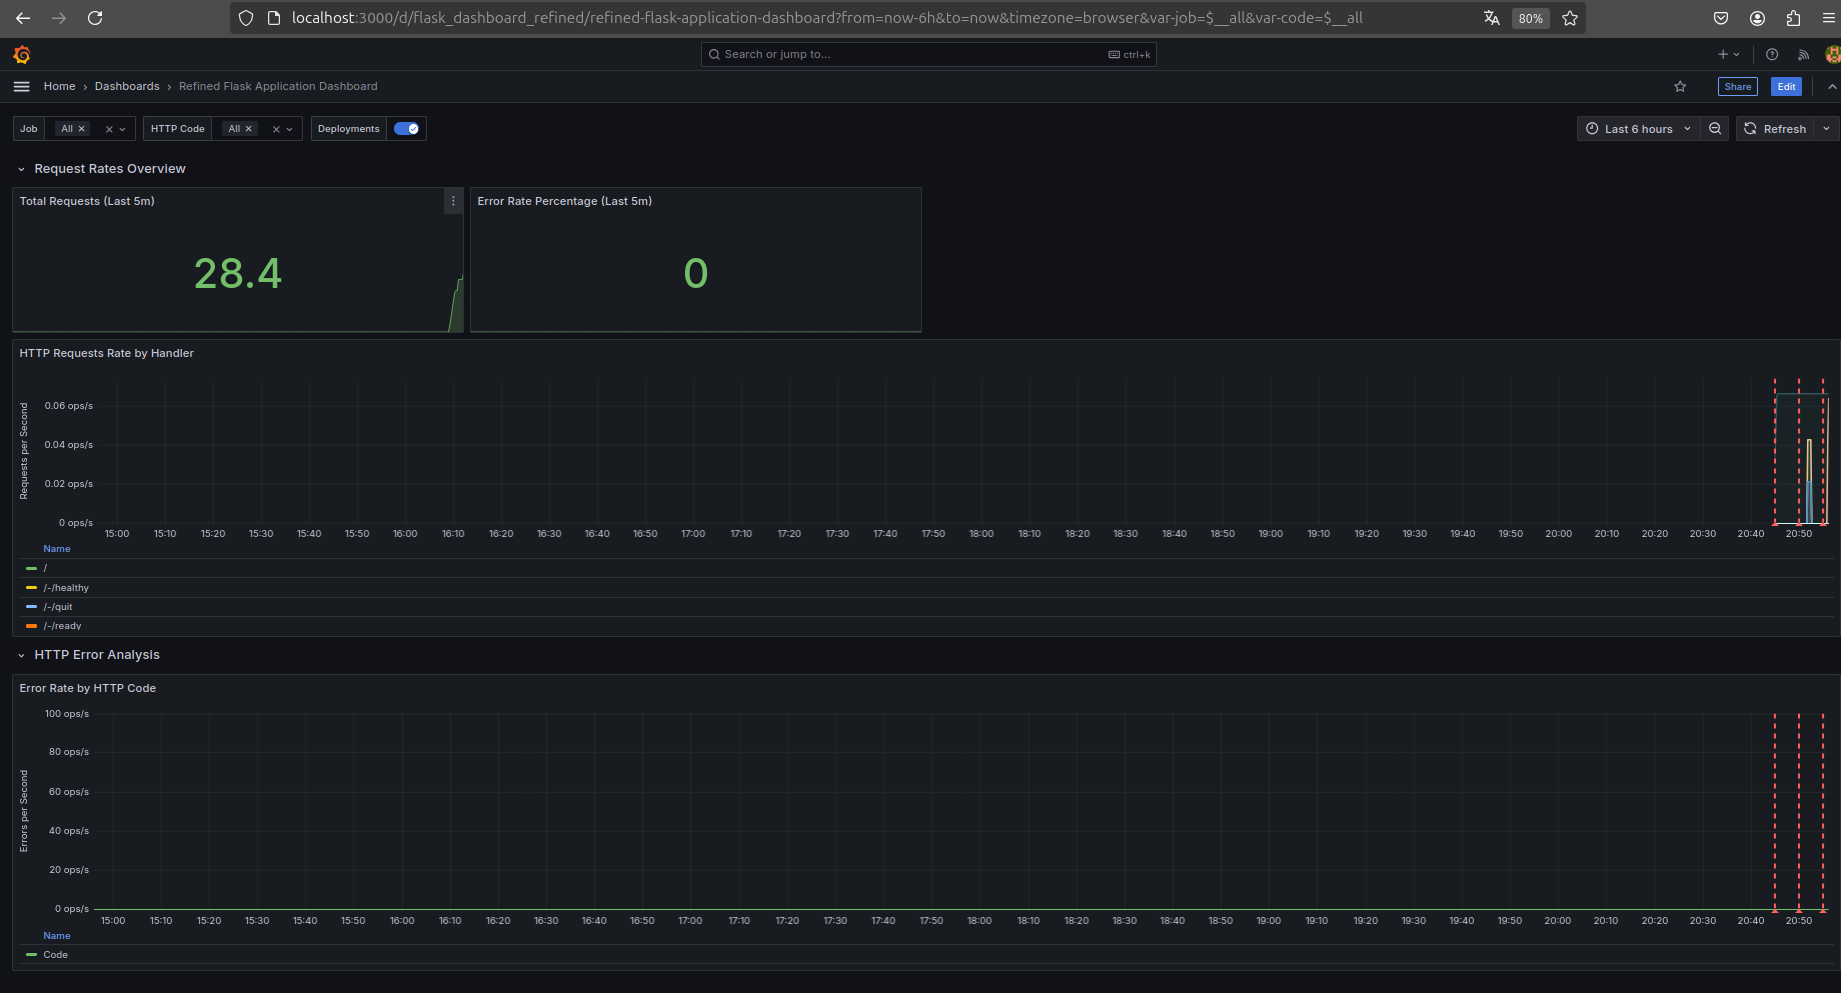 localhost:3000/d/flask_dashboard_refined/refined-flask-application-dashboard?from=now-6h&to=now&timezone=browser&var-job=$__all&var-code=$__all
80%
Search or jump to...
ctrl+k
Home › Dashboards › Refined Flask Application Dashboard
Share
Edit
Job
All
HTTP Code
All
Deployments
Last 6 hours
Refresh
Request Rates Overview
Total Requests (Last 5m)
28.4
Error Rate Percentage (Last 5m)
0
HTTP Requests Rate by Handler
Requests per Second
0.06 ops/s
0.04 ops/s
0.02 ops/s
0 ops/s
15:00 15:10 15:20 15:30 15:40 15:50 16:00 16:10 16:20 16:30 16:40 16:50 17:00 17:10 17:20 17:30 17:40 17:50 18:00 18:10 18:20 18:30 18:40 18:50 19:00 19:10 19:20 19:30 19:40 19:50 20:00 20:10 20:20 20:30 20:40 20:50
Name
/
/-/healthy
/-/quit
/-/ready
HTTP Error Analysis
Error Rate by HTTP Code
Errors per Second
100 ops/s
80 ops/s
60 ops/s
40 ops/s
20 ops/s
0 ops/s
15:00 15:10 15:20 15:30 15:40 15:50 16:00 16:10 16:20 16:30 16:40 16:50 17:00 17:10 17:20 17:30 17:40 17:50 18:00 18:10 18:20 18:30 18:40 18:50 19:00 19:10 19:20 19:30 19:40 19:50 20:00 20:10 20:20 20:30 20:40 20:50
Name
Code